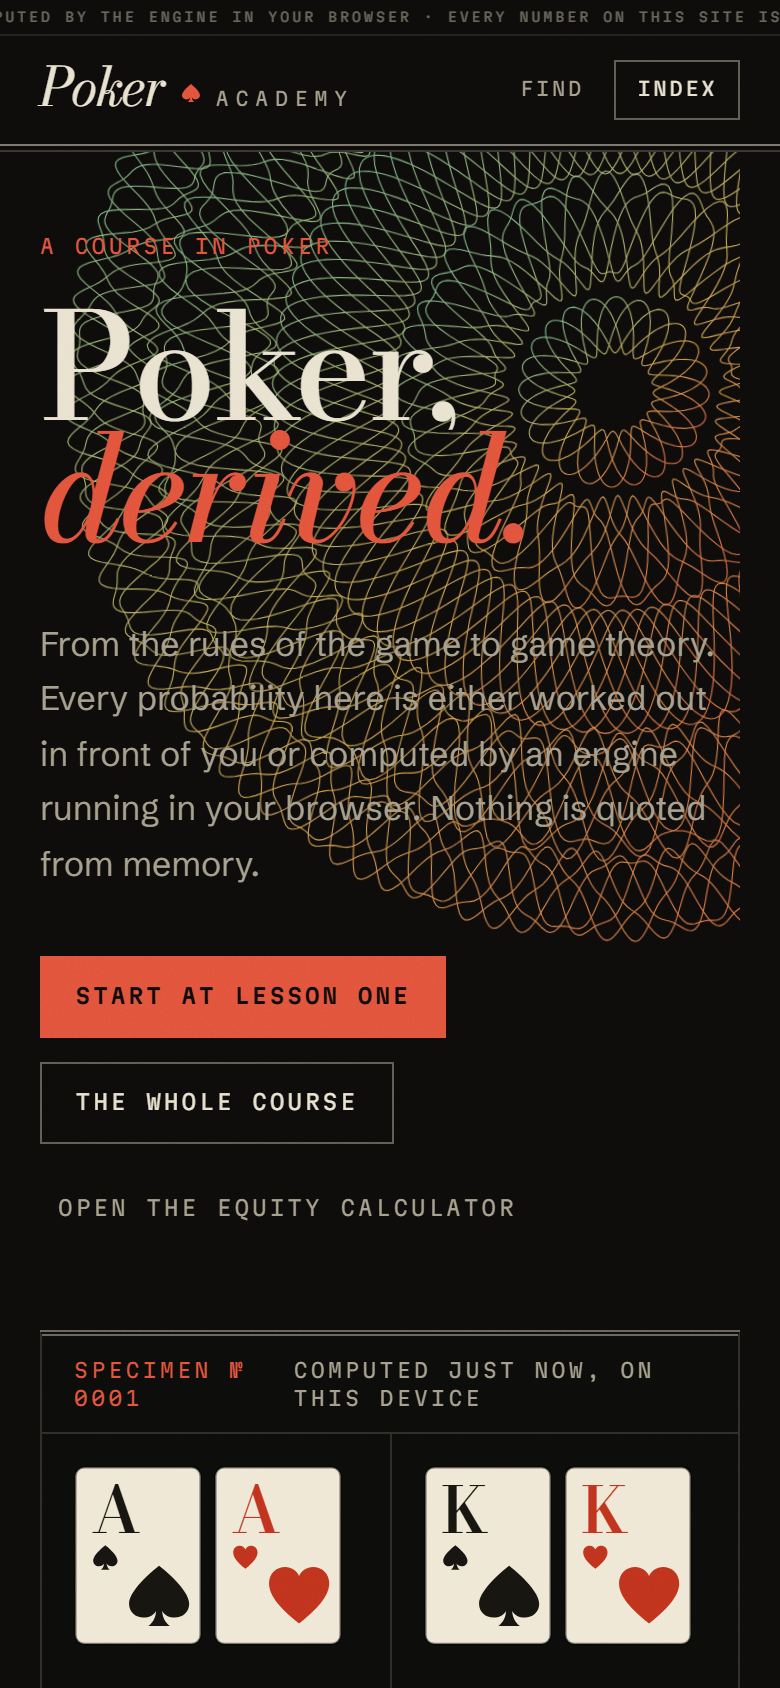 PUTED BY THE ENGINE IN YOUR BROWSER · EVERY NUMBER ON THIS SITE IS
Poker ACADEMY
FIND
INDEX
A COURSE IN POKER
Poker,
derived.
From the rules of the game to game theory.
Every probability here is either worked out
in front of you or computed by an engine
running in your browser. Nothing is quoted
from memory.
START AT LESSON ONE
THE WHOLE COURSE
OPEN THE EQUITY CALCULATOR
SPECIMEN №
0001
COMPUTED JUST NOW, ON
THIS DEVICE
A A K K